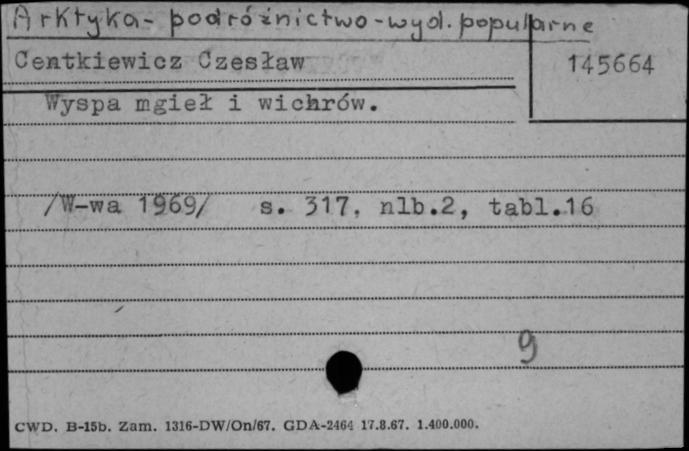 Arktyka - podróżnictwo - wyd. popularne
Centkiewicz Czesław
145664
Wyspa mgieł i wichrów.
/W-wa 1969/ s. 317, nlb.2, tabl.16
9
CWD. B-15b. Zam. 1316-DW/On/67. GDA-2464 17.8.67. 1.400.000.